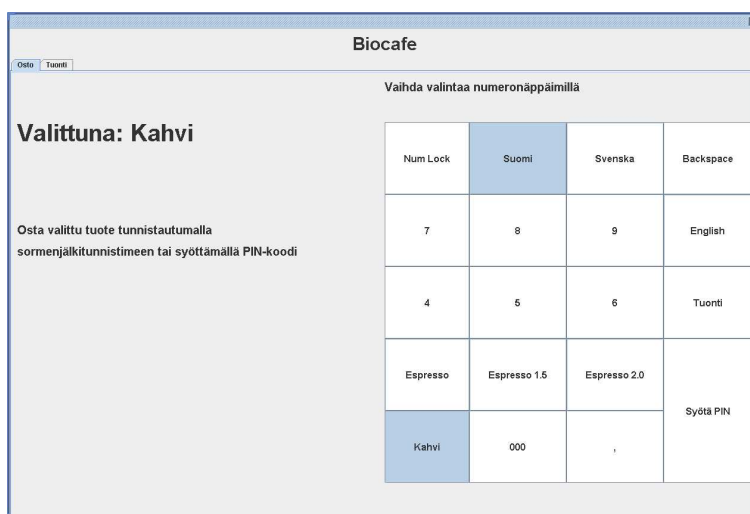 Biocafe
Osto Tuonti
Vaihda valintaa numeronäppäimillä
Valittuna: Kahvi
Osta valittu tuote tunnistautumalla
sormenjälkitunnistimeen tai syöttämällä PIN-koodi
Num Lock Suomi Svenska Backspace
7 8 9 English
4 5 6 Tuonti
Espresso Espresso 1.5 Espresso 2.0
Syötä PIN
Kahvi 000 ,